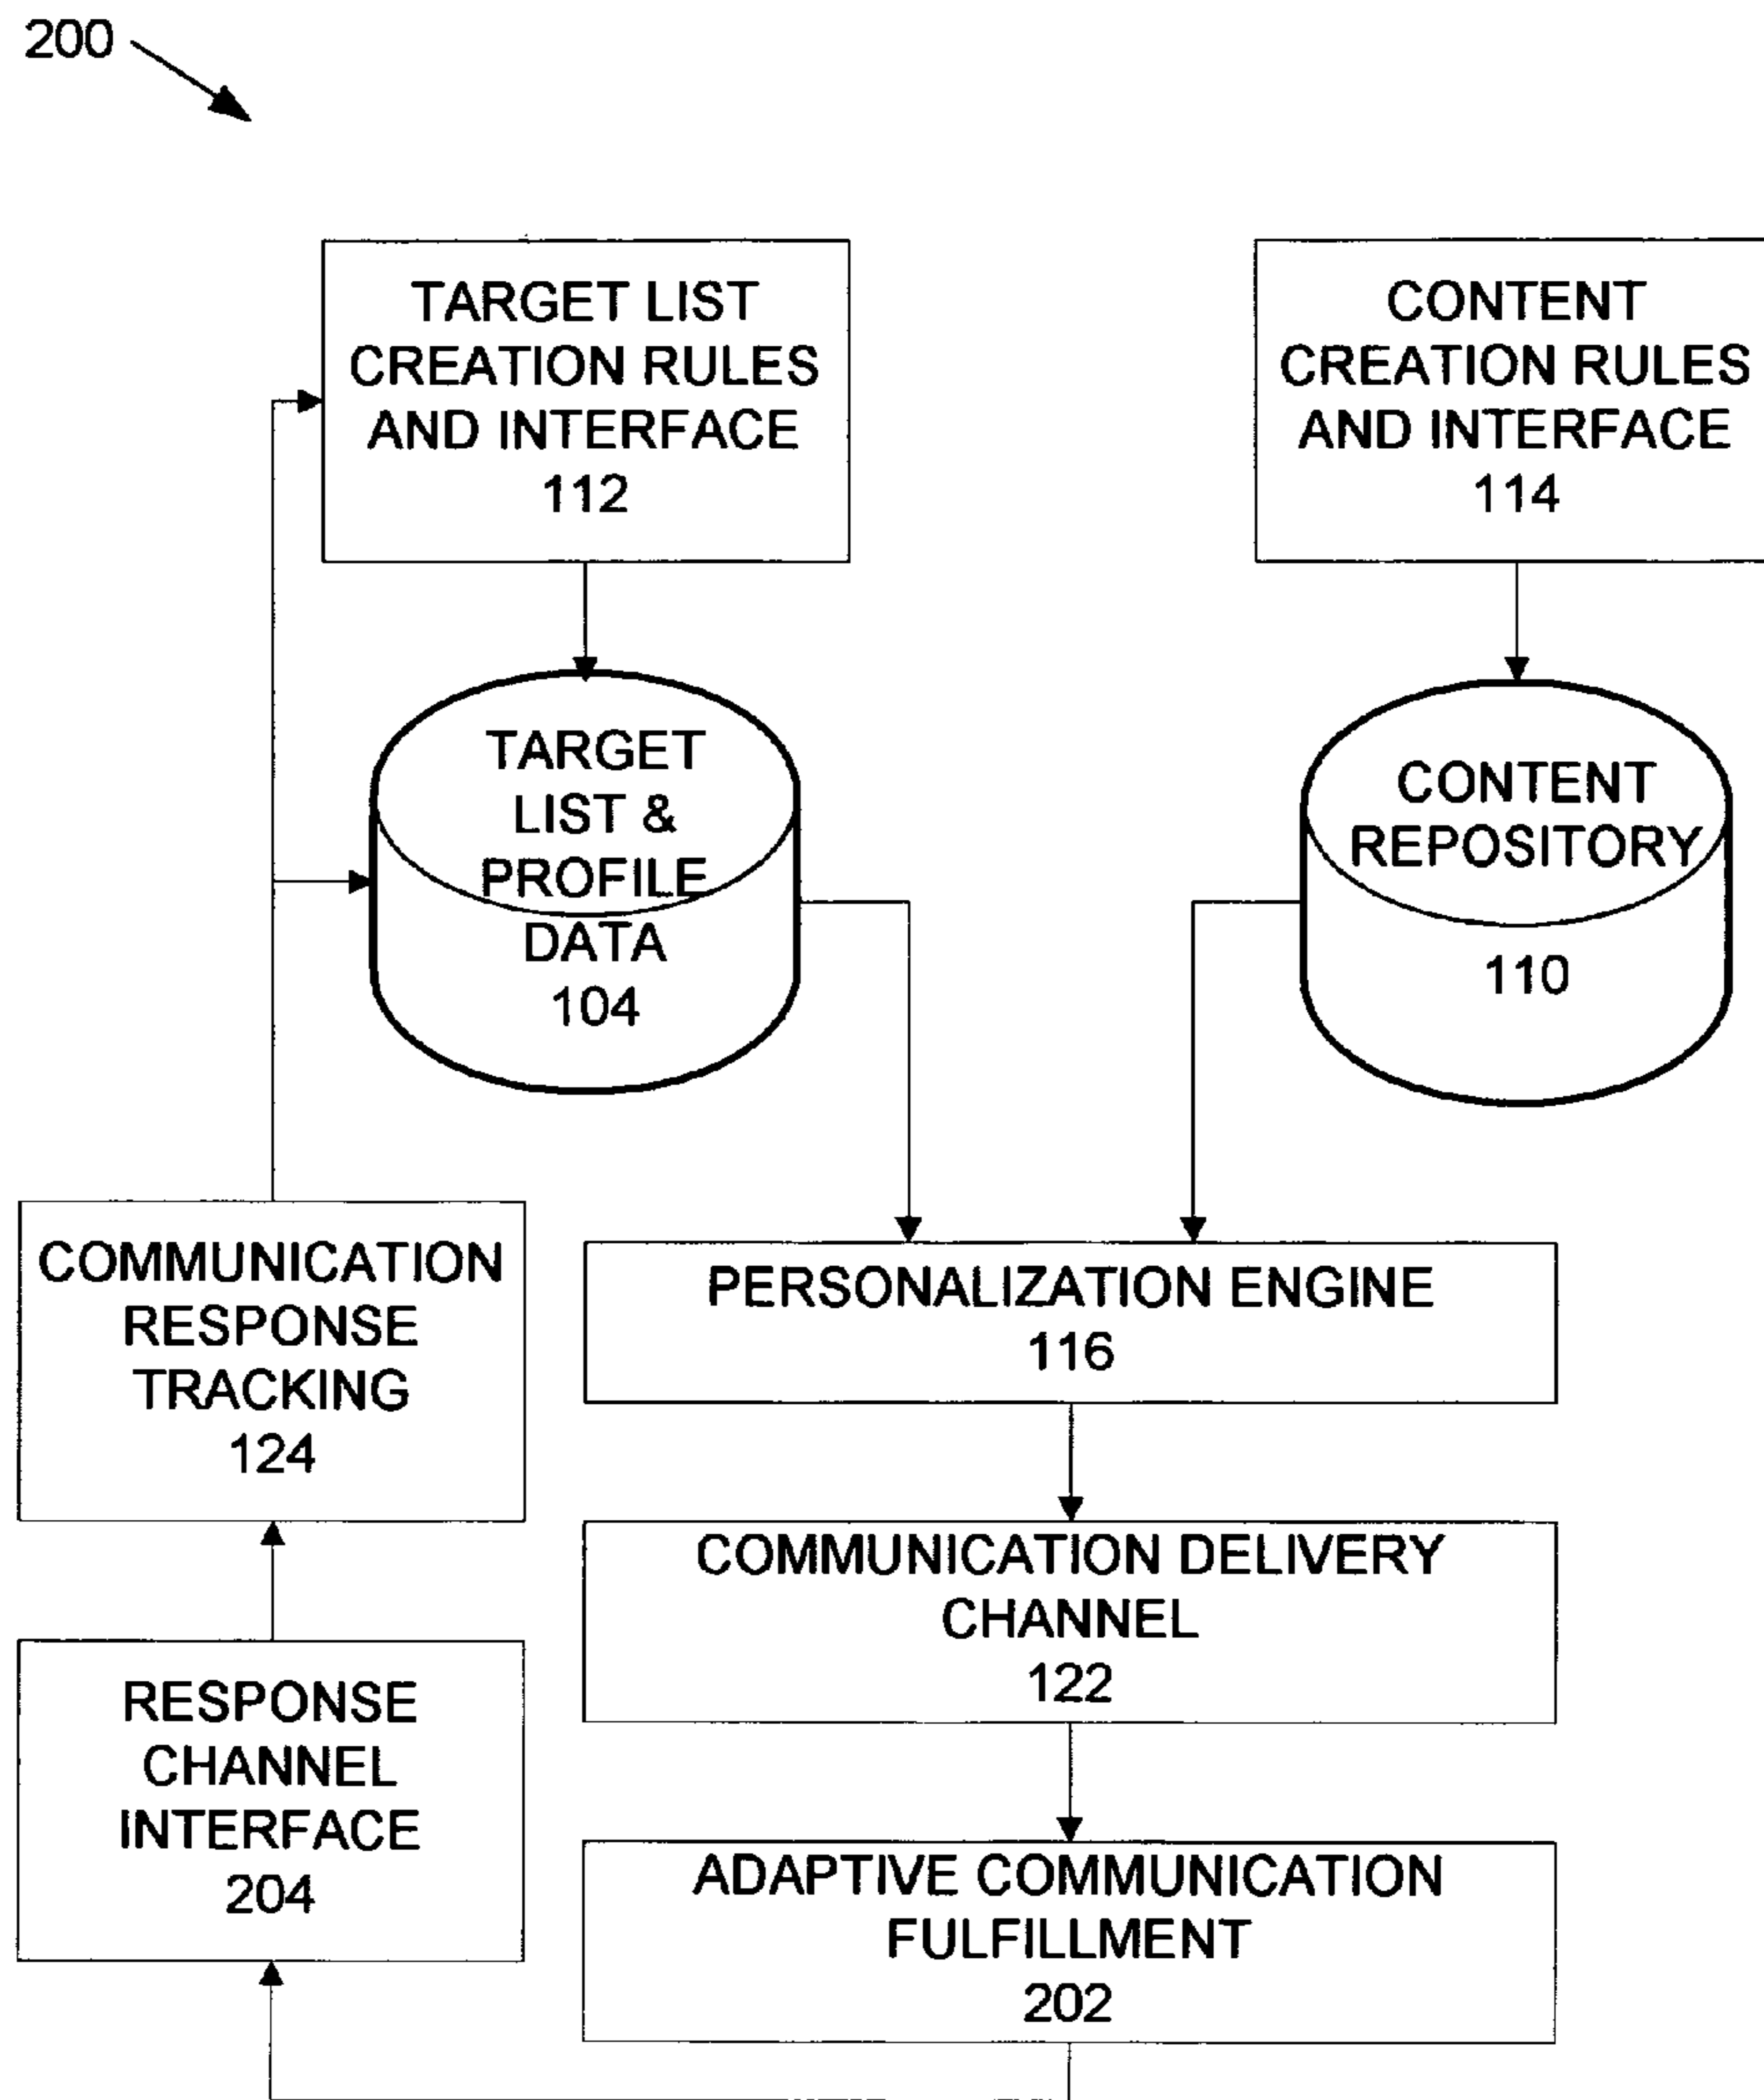 200
TARGET LIST
CREATION RULES
AND INTERFACE
112
CONTENT
CREATION RULES
AND INTERFACE
114
TARGET
LIST &
PROFILE
DATA
104
CONTENT
REPOSITORY
110
COMMUNICATION
RESPONSE
TRACKING
124
PERSONALIZATION ENGINE
116
COMMUNICATION DELIVERY
CHANNEL
122
RESPONSE
CHANNEL
INTERFACE
204
ADAPTIVE COMMUNICATION
FULFILLMENT
202